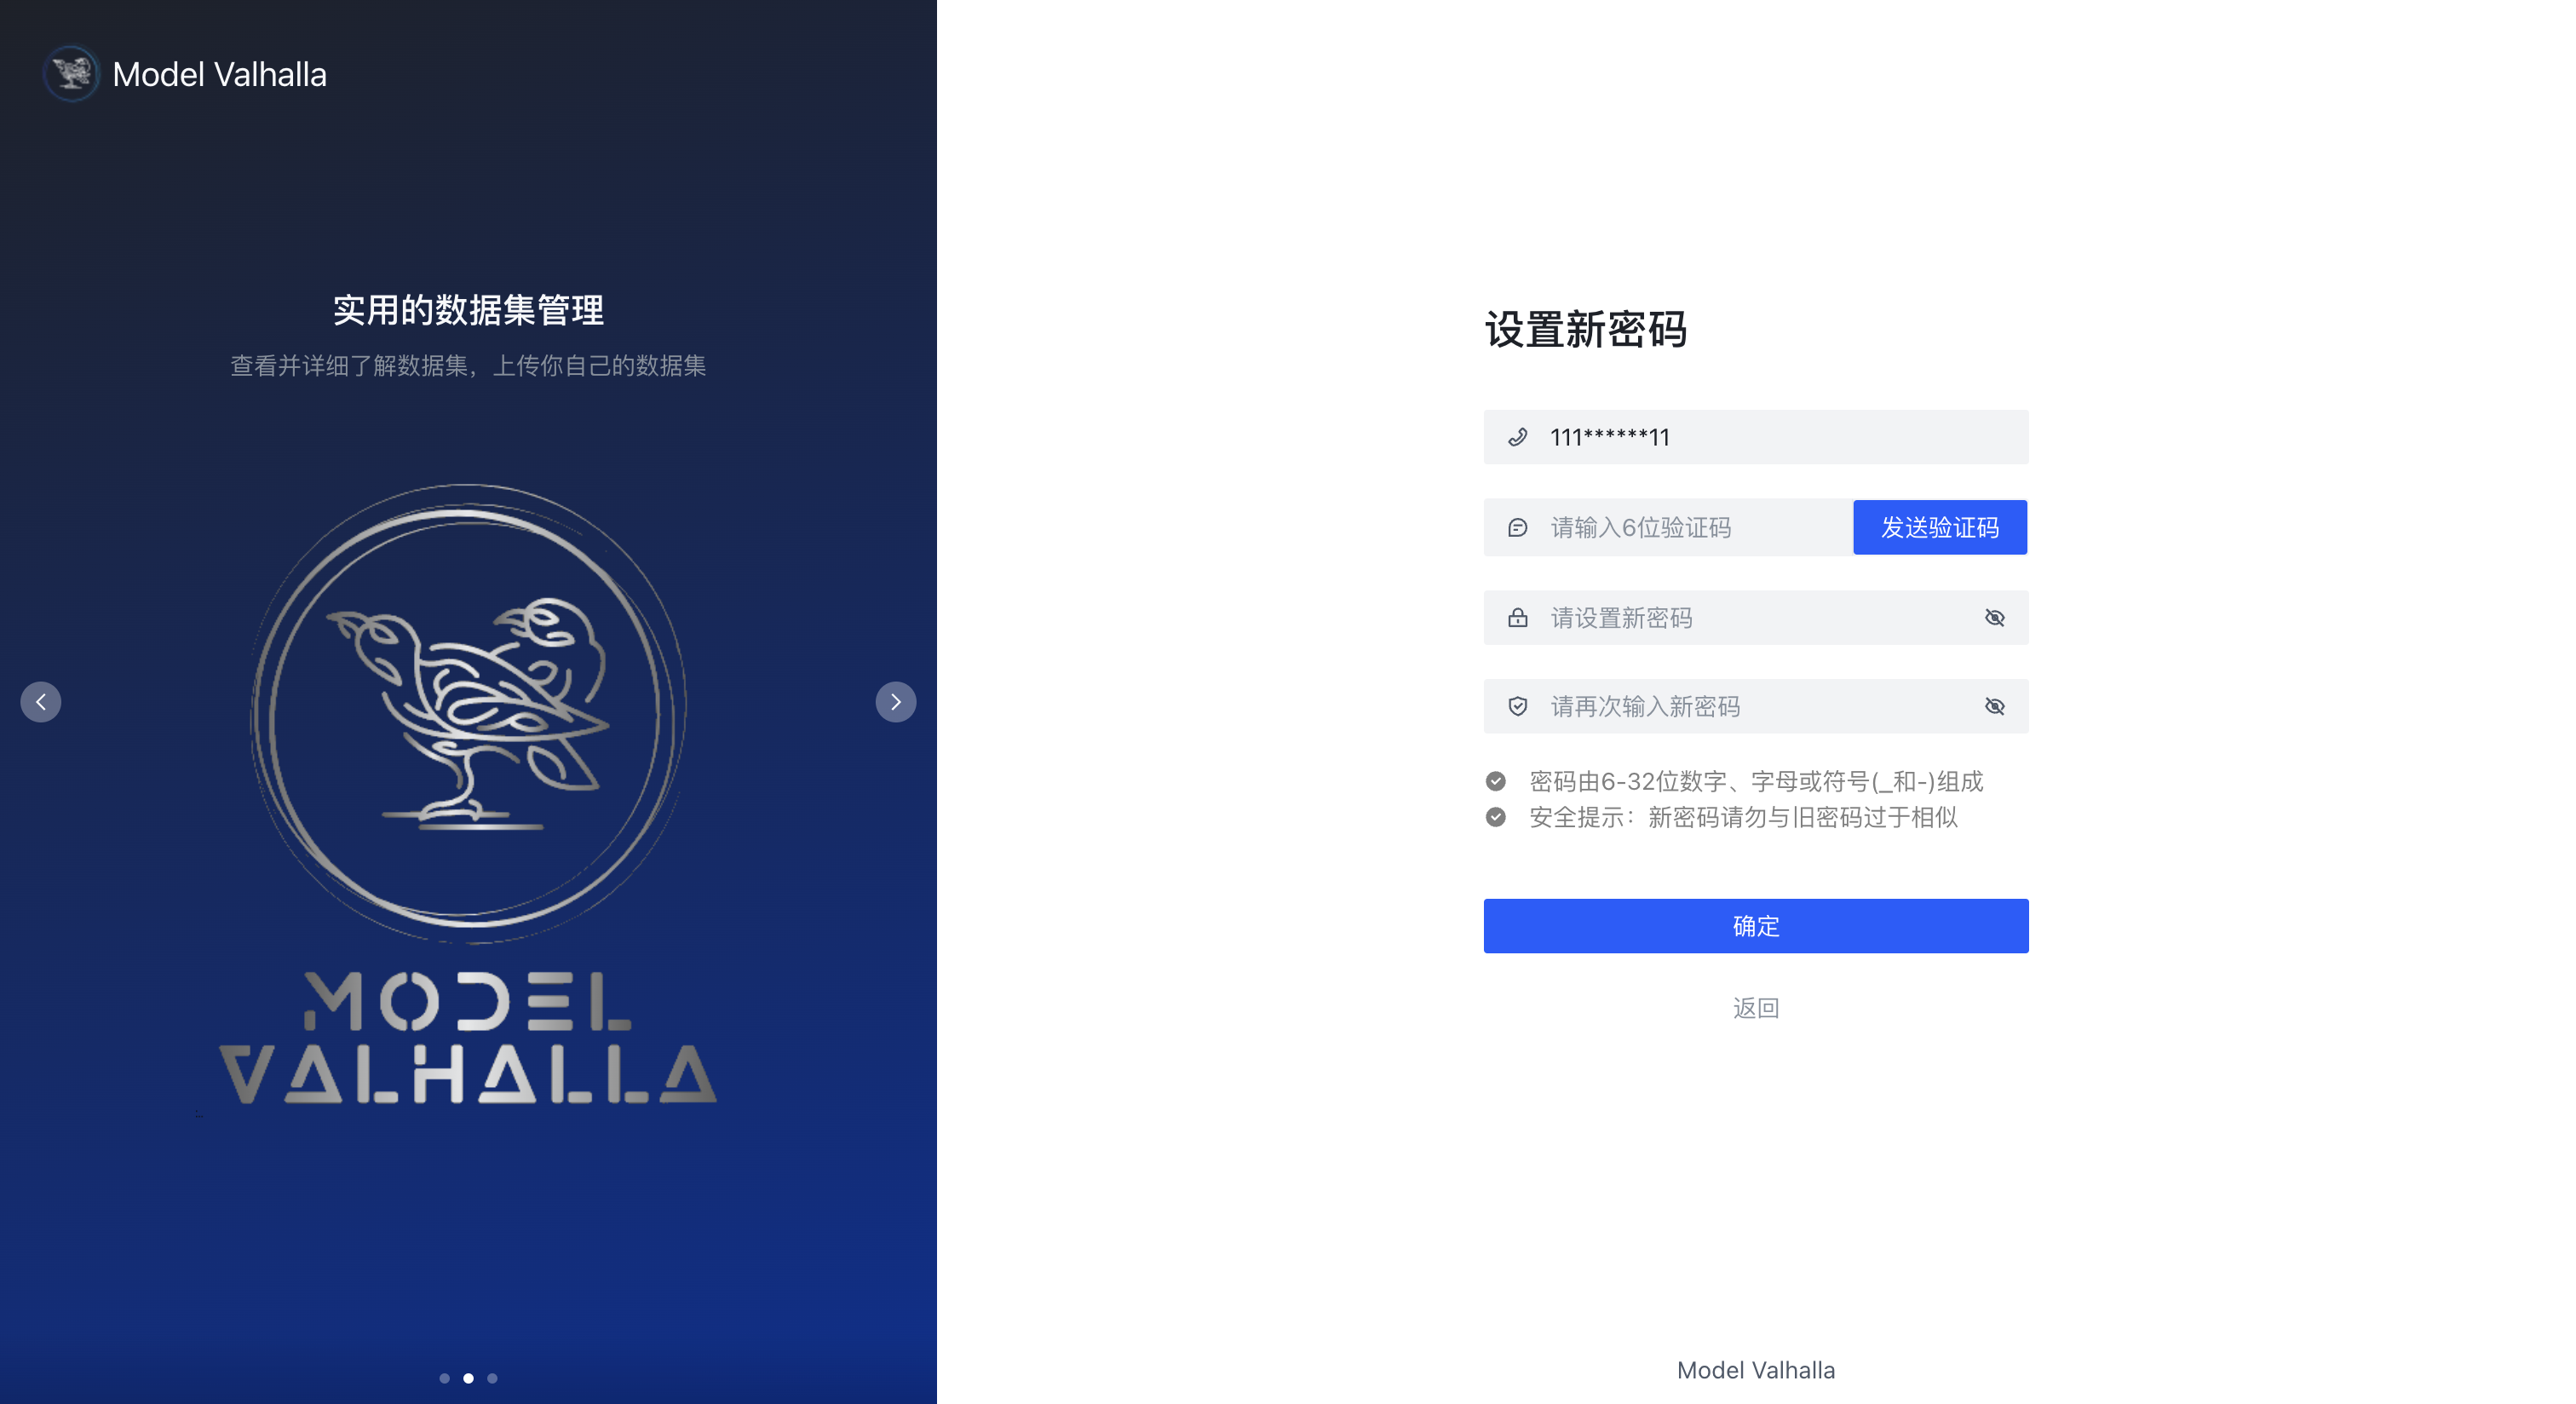 Model Valhalla
实用的数据集管理
查看并详细了解数据集，上传你自己的数据集
MODEL
VALHALLA
设置新密码
111******11
请输入6位验证码
发送验证码
请设置新密码
请再次输入新密码
密码由6-32位数字、字母或符号(_和-)组成
安全提示：新密码请勿与旧密码过于相似
确定
返回
Model Valhalla